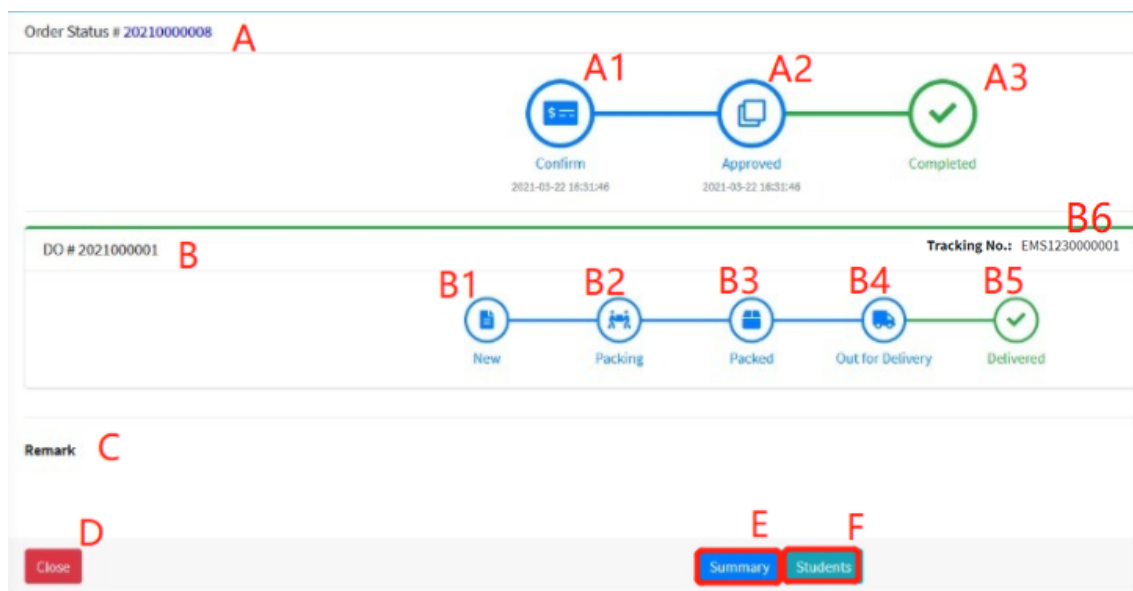 Order Status # 20210000008 A
A1 A2 A3
Confirm Approved Completed
2021-03-22 16:31:46 2021-03-22 16:31:46
B6
DO # 2021000001 B Tracking No.: EMS1230000001
B1 B2 B3 B4 B5
New Packing Packed Out for Delivery Delivered
Remark C
D E F
Close Summary Students